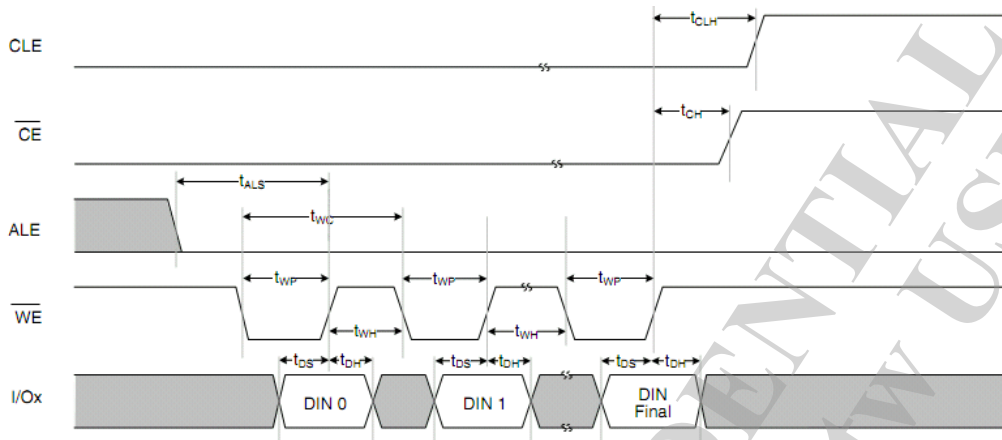 CLE
tCLH
CE
tCH
tALS
ALE
tWC
tWP tWP tWP
WE
tWH tWH
tDS tDH tDS tDH tDS tDH
I/Ox
DIN 0
DIN 1
DIN
Final